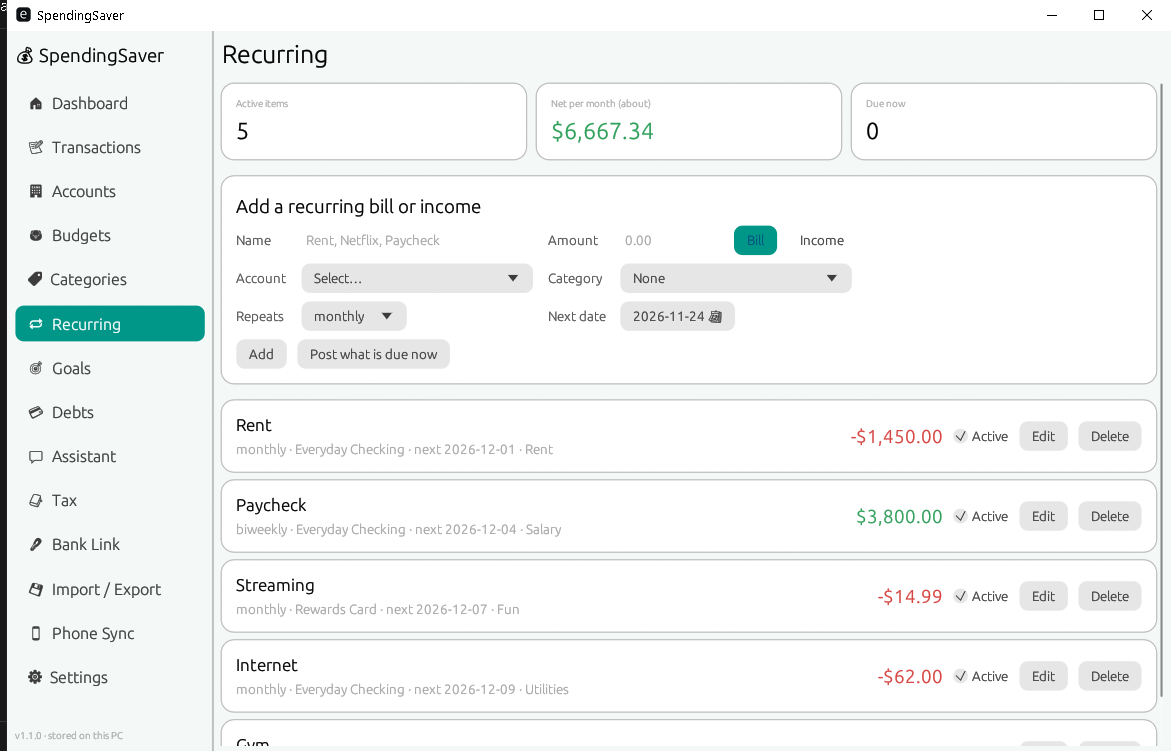 SpendingSaver
SpendingSaver
Dashboard
Transactions
Accounts
Budgets
Categories
Recurring
Goals
Debts
Assistant
Tax
Bank Link
Import / Export
Phone Sync
Settings
v1.1.0 · stored on this PC
Recurring
Active items
5
Net per month (about)
$6,667.34
Due now
0
Add a recurring bill or income
Name Rent, Netflix, Paycheck Amount 0.00 Bill Income
Account Select... Category None
Repeats monthly Next date 2026-11-24
Add Post what is due now
Rent
monthly · Everyday Checking · next 2026-12-01 · Rent
-$1,450.00 Active Edit Delete
Paycheck
biweekly · Everyday Checking · next 2026-12-04 · Salary
$3,800.00 Active Edit Delete
Streaming
monthly · Rewards Card · next 2026-12-07 · Fun
-$14.99 Active Edit Delete
Internet
monthly · Everyday Checking · next 2026-12-09 · Utilities
-$62.00 Active Edit Delete
Gym